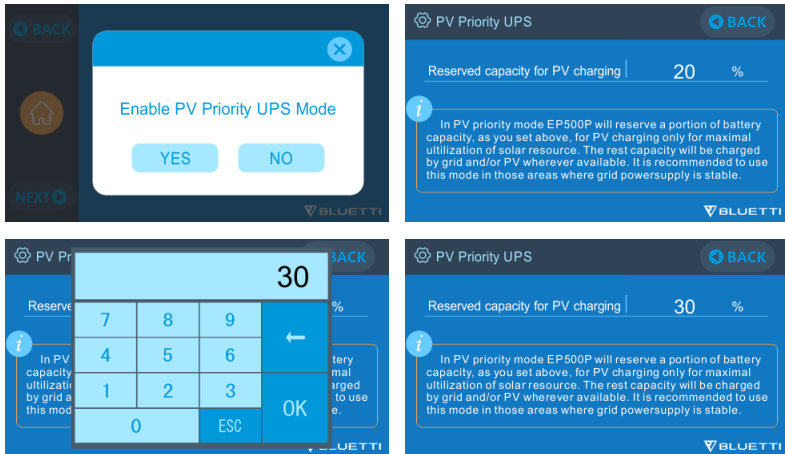 BACK
Enable PV Priority UPS Mode
YES
NO
NEXT
BLUETTI
PV Priority UPS
BACK
Reserved capacity for PV charging
20
%
i
In PV priority mode EP500P will reserve a portion of battery
capacity, as you set above, for PV charging only for maximal
ultilization of solar resource. The rest capacity will be charged
by grid and/or PV wherever available. It is recommended to use
this mode in those areas where grid powersupply is stable.
BLUETTI
PV Pr
BACK
30
Reserve
%
7 8 9
4 5 6
1 2 3
0 ESC
OK
i
In PV
capacity
ultilizatio
by grid a
this mod
tery
mal
arged
to use
e.
BLUETTI
PV Priority UPS
BACK
Reserved capacity for PV charging
30
%
i
In PV priority mode EP500P will reserve a portion of battery
capacity, as you set above, for PV charging only for maximal
ultilization of solar resource. The rest capacity will be charged
by grid and/or PV wherever available. It is recommended to use
this mode in those areas where grid powersupply is stable.
BLUETTI